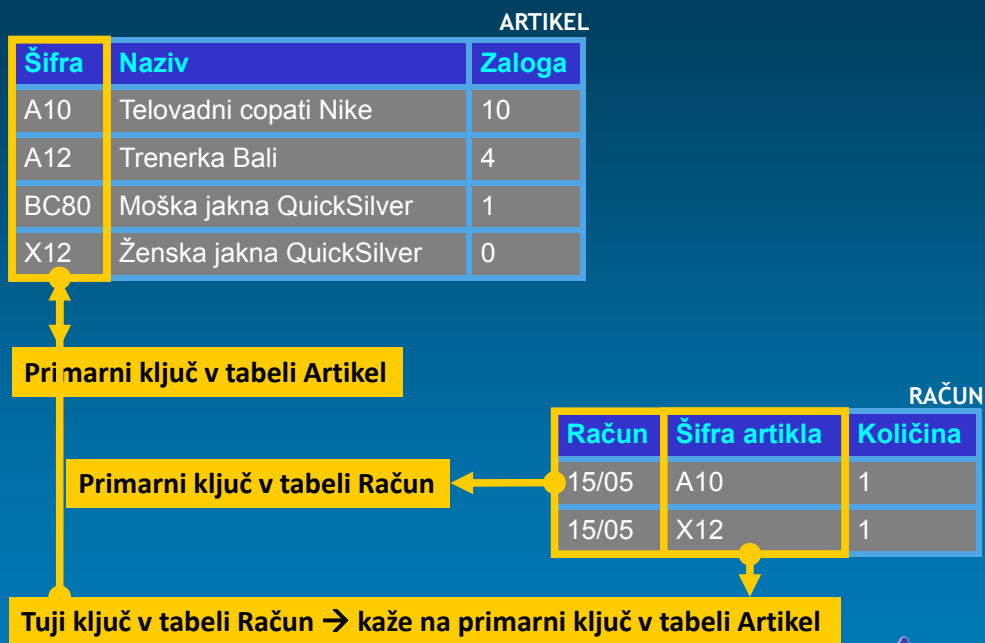 ARTIKEL
Šifra Naziv Zaloga
A10 Telovadni copati Nike 10
A12 Trenerka Bali 4
BC80 Moška jakna QuickSilver 1
X12 Ženska jakna QuickSilver 0
Primarni ključ v tabeli Artikel
RAČUN
Račun Šifra artikla Količina
Primarni ključ v tabeli Račun
15/05 A10 1
15/05 X12 1
Tuji ključ v tabeli Račun → kaže na primarni ključ v tabeli Artikel